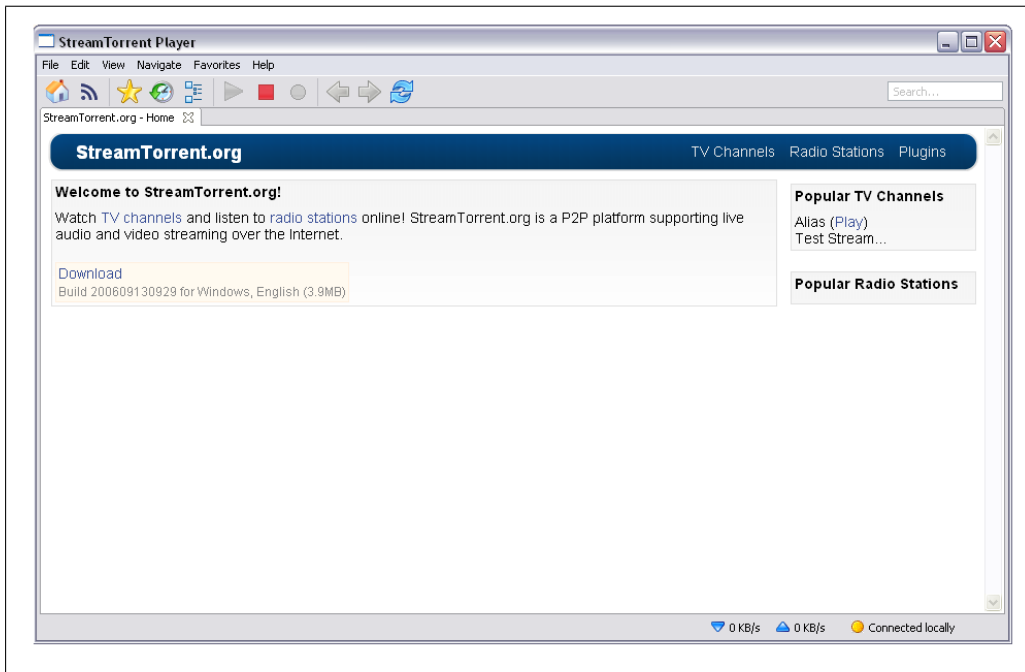 StreamTorrent Player
File Edit View Navigate Favorites Help
Search...
StreamTorrent.org - Home
StreamTorrent.org
TV Channels Radio Stations Plugins
Welcome to StreamTorrent.org!
Watch TV channels and listen to radio stations online! StreamTorrent.org is a P2P platform supporting live
audio and video streaming over the Internet.
Download
Build 200609130929 for Windows, English (3.9MB)
Popular TV Channels
Alias (Play)
Test Stream...
Popular Radio Stations
0 KB/s 0 KB/s Connected locally